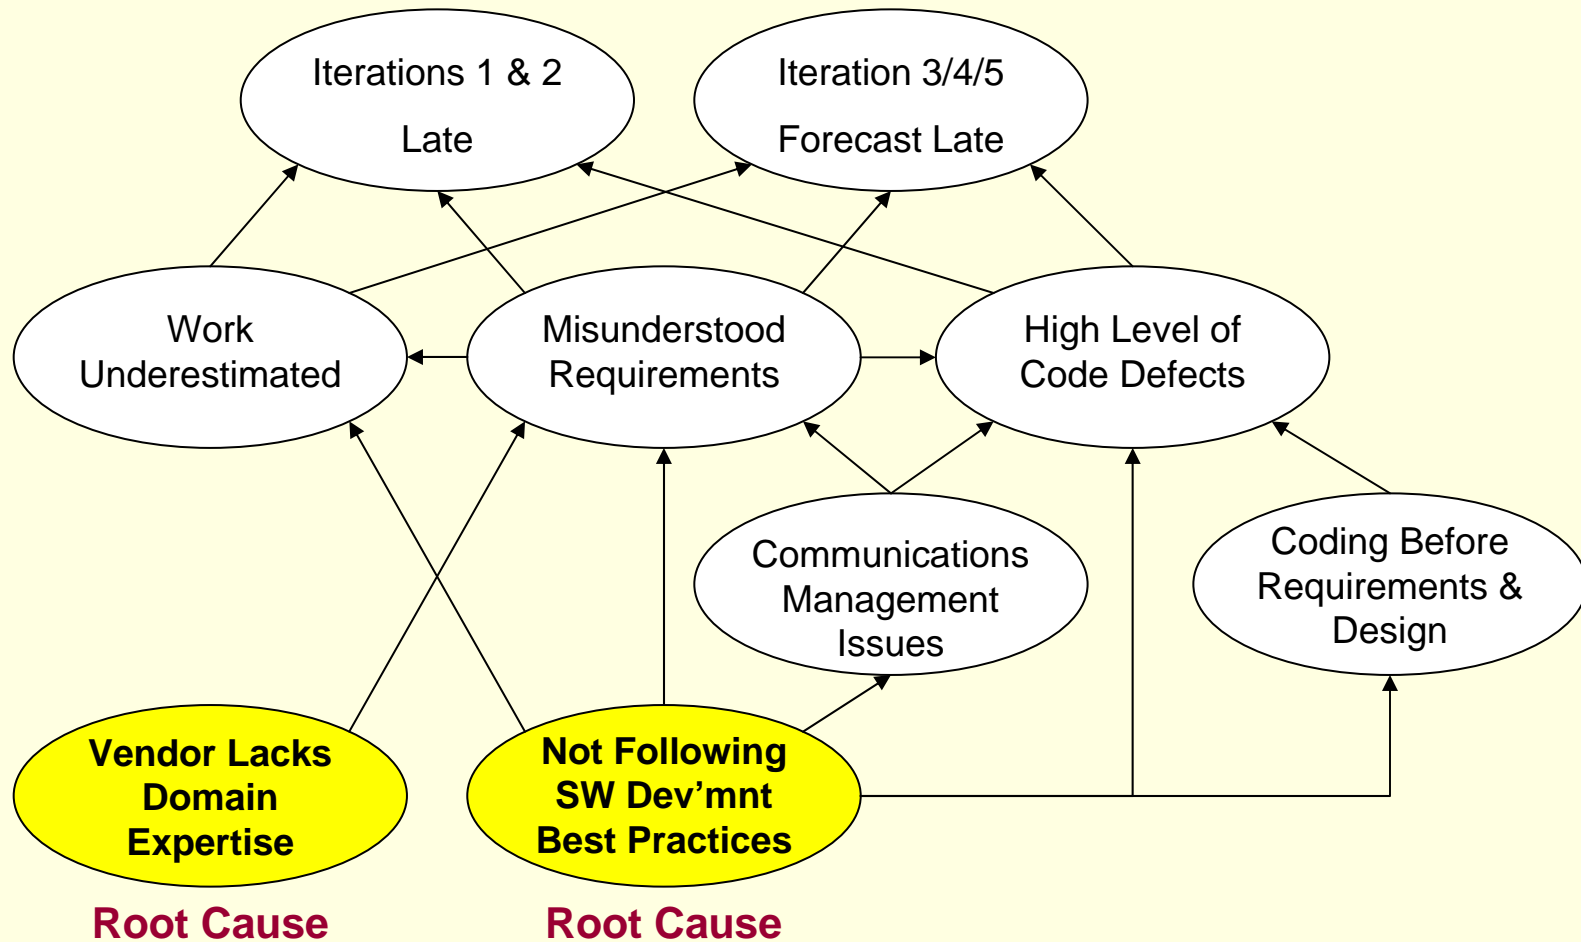 Iterations 1 & 2
Late
Iteration 3/4/5
Forecast Late
Work
Underestimated
Misunderstood
Requirements
High Level of
Code Defects
Communications
Management
Issues
Coding Before
Requirements &
Design
Vendor Lacks
Domain
Expertise
Not Following
SW Dev’mnt
Best Practices
Root Cause
Root Cause